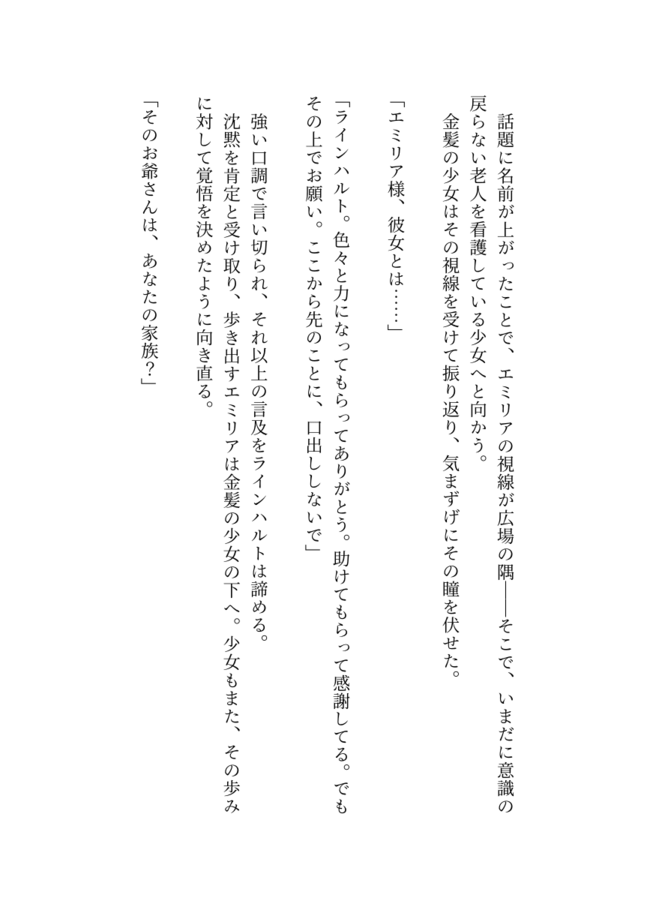 話題に名前が上がったことで、エミリアの視線が広場の隅――そこで、いまだに意識の
戻らない老人を看護している少女へと向かう。
　金髪の少女はその視線を受けて振り返り、気まずげにその瞳を伏せた。
「エミリア様、彼女とは……」
「ラインハルト。色々と力になってもらってありがとう。助けてもらって感謝してる。でも
その上でお願い。ここから先のことに、口出ししないで」
　強い口調で言い切られ、それ以上の言及をラインハルトは諦める。
　沈黙を肯定と受け取り、歩き出すエミリアは金髪の少女の下へ。少女もまた、その歩み
に対して覚悟を決めたように向き直る。
「そのお爺さんは、あなたの家族？」